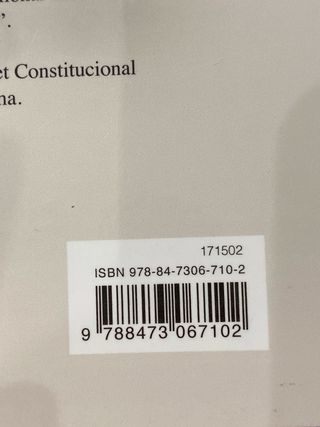 ’.
et Constitucional
na.
171502
ISBN 978-84-7306-710-2
9 788473 067102